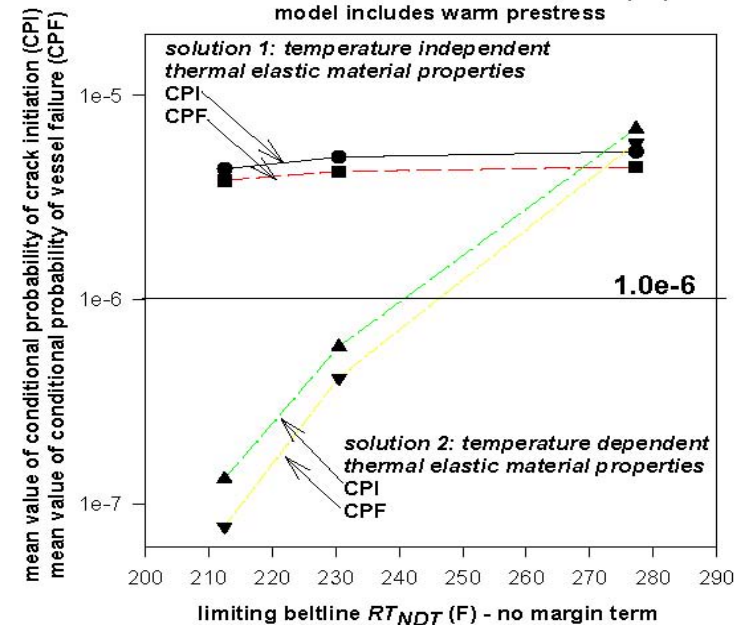 model includes warm prestress
mean value of conditional probability of crack initiation (CPI)
mean value of conditional probability of vessel failure (CPF)
solution 1: temperature independent
thermal elastic material properties
CPI
CPF
1e-5
1e-6
1.0e-6
solution 2: temperature dependent
thermal elastic material properties
CPI
CPF
1e-7
200 210 220 230 240 250 260 270 280 290
limiting beltline RTNDT (F) - no margin term